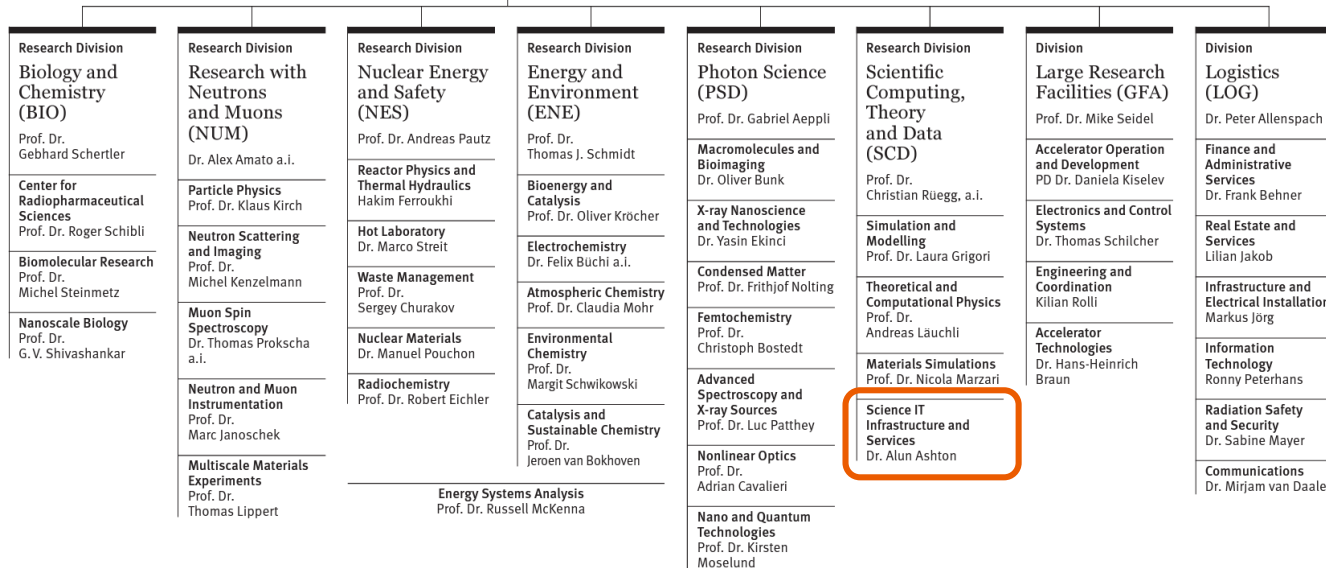 Research Division
Biology and
Chemistry
(BIO)
Prof. Dr.
Gebhard Schertler
Center for
Radiopharmaceutical
Sciences
Prof. Dr. Roger Schibli
Biomolecular Research
Prof. Dr.
Michel Steinmetz
Nanoscale Biology
Prof. Dr.
G. V. Shivashankar
Research Division
Research with
Neutrons
and Muons
(NUM)
Dr. Alex Amato a.i.
Particle Physics
Prof. Dr. Klaus Kirch
Neutron Scattering
and Imaging
Prof. Dr.
Michel Kenzelmann
Muon Spin
Spectroscopy
Dr. Thomas Prokscha
a.i.
Neutron and Muon
Instrumentation
Prof. Dr.
Marc Janoschek
Multiscale Materials
Experiments
Prof. Dr.
Thomas Lippert
Research Division
Nuclear Energy
and Safety
(NES)
Prof. Dr. Andreas Pautz
Reactor Physics and
Thermal Hydraulics
Hakim Ferroukhi
Hot Laboratory
Dr. Marco Streit
Waste Management
Prof. Dr.
Sergey Churakov
Nuclear Materials
Dr. Manuel Pouchon
Radiochemistry
Prof. Dr. Robert Eichler
Research Division
Energy and
Environment
(ENE)
Prof. Dr.
Thomas J. Schmidt
Bioenergy and
Catalysis
Prof. Dr. Oliver Kröcher
Electrochemistry
Dr. Felix Büchi a.i.
Atmospheric Chemistry
Prof. Dr. Claudia Mohr
Environmental
Chemistry
Prof. Dr.
Margit Schwikowski
Catalysis and
Sustainable Chemistry
Prof. Dr.
Jeroen van Bokhoven
Energy Systems Analysis
Prof. Dr. Russell McKenna
Research Division
Photon Science
(PSD)
Prof. Dr. Gabriel Aeppli
Macromolecules and
Bioimaging
Dr. Oliver Bunk
X-ray Nanoscience
and Technologies
Dr. Yasin Ekinci
Condensed Matter
Prof. Dr. Frithjof Nolting
Femtochemistry
Prof. Dr.
Christoph Bostedt
Advanced
Spectroscopy and
X-ray Sources
Prof. Dr. Luc Patthey
Nonlinear Optics
Prof. Dr.
Adrian Cavalieri
Nano and Quantum
Technologies
Prof. Dr. Kirsten
Moselund
Research Division
Scientific
Computing,
Theory
and Data
(SCD)
Prof. Dr.
Christian Rüegg, a.i.
Simulation and
Modelling
Prof. Dr. Laura Grigori
Theoretical and
Computational Physics
Prof. Dr.
Andreas Läuchli
Materials Simulations
Prof. Dr. Nicola Marzari
Science IT
Infrastructure and
Services
Dr. Alun Ashton
Division
Large Research
Facilities (GFA)
Prof. Dr. Mike Seidel
Accelerator Operation
and Development
PD Dr. Daniela Kiselev
Electronics and Control
Systems
Dr. Thomas Schilcher
Engineering and
Coordination
Kilian Rolli
Accelerator
Technologies
Dr. Hans-Heinrich
Braun
Division
Logistics
(LOG)
Dr. Peter Allenspach
Finance and
Administrative
Services
Dr. Frank Behner
Real Estate and
Services
Lilian Jakob
Infrastructure and
Electrical Installation
Markus Jörg
Information
Technology
Ronny Peterhans
Radiation Safety
and Security
Dr. Sabine Mayer
Communications
Dr. Mirjam van Daale